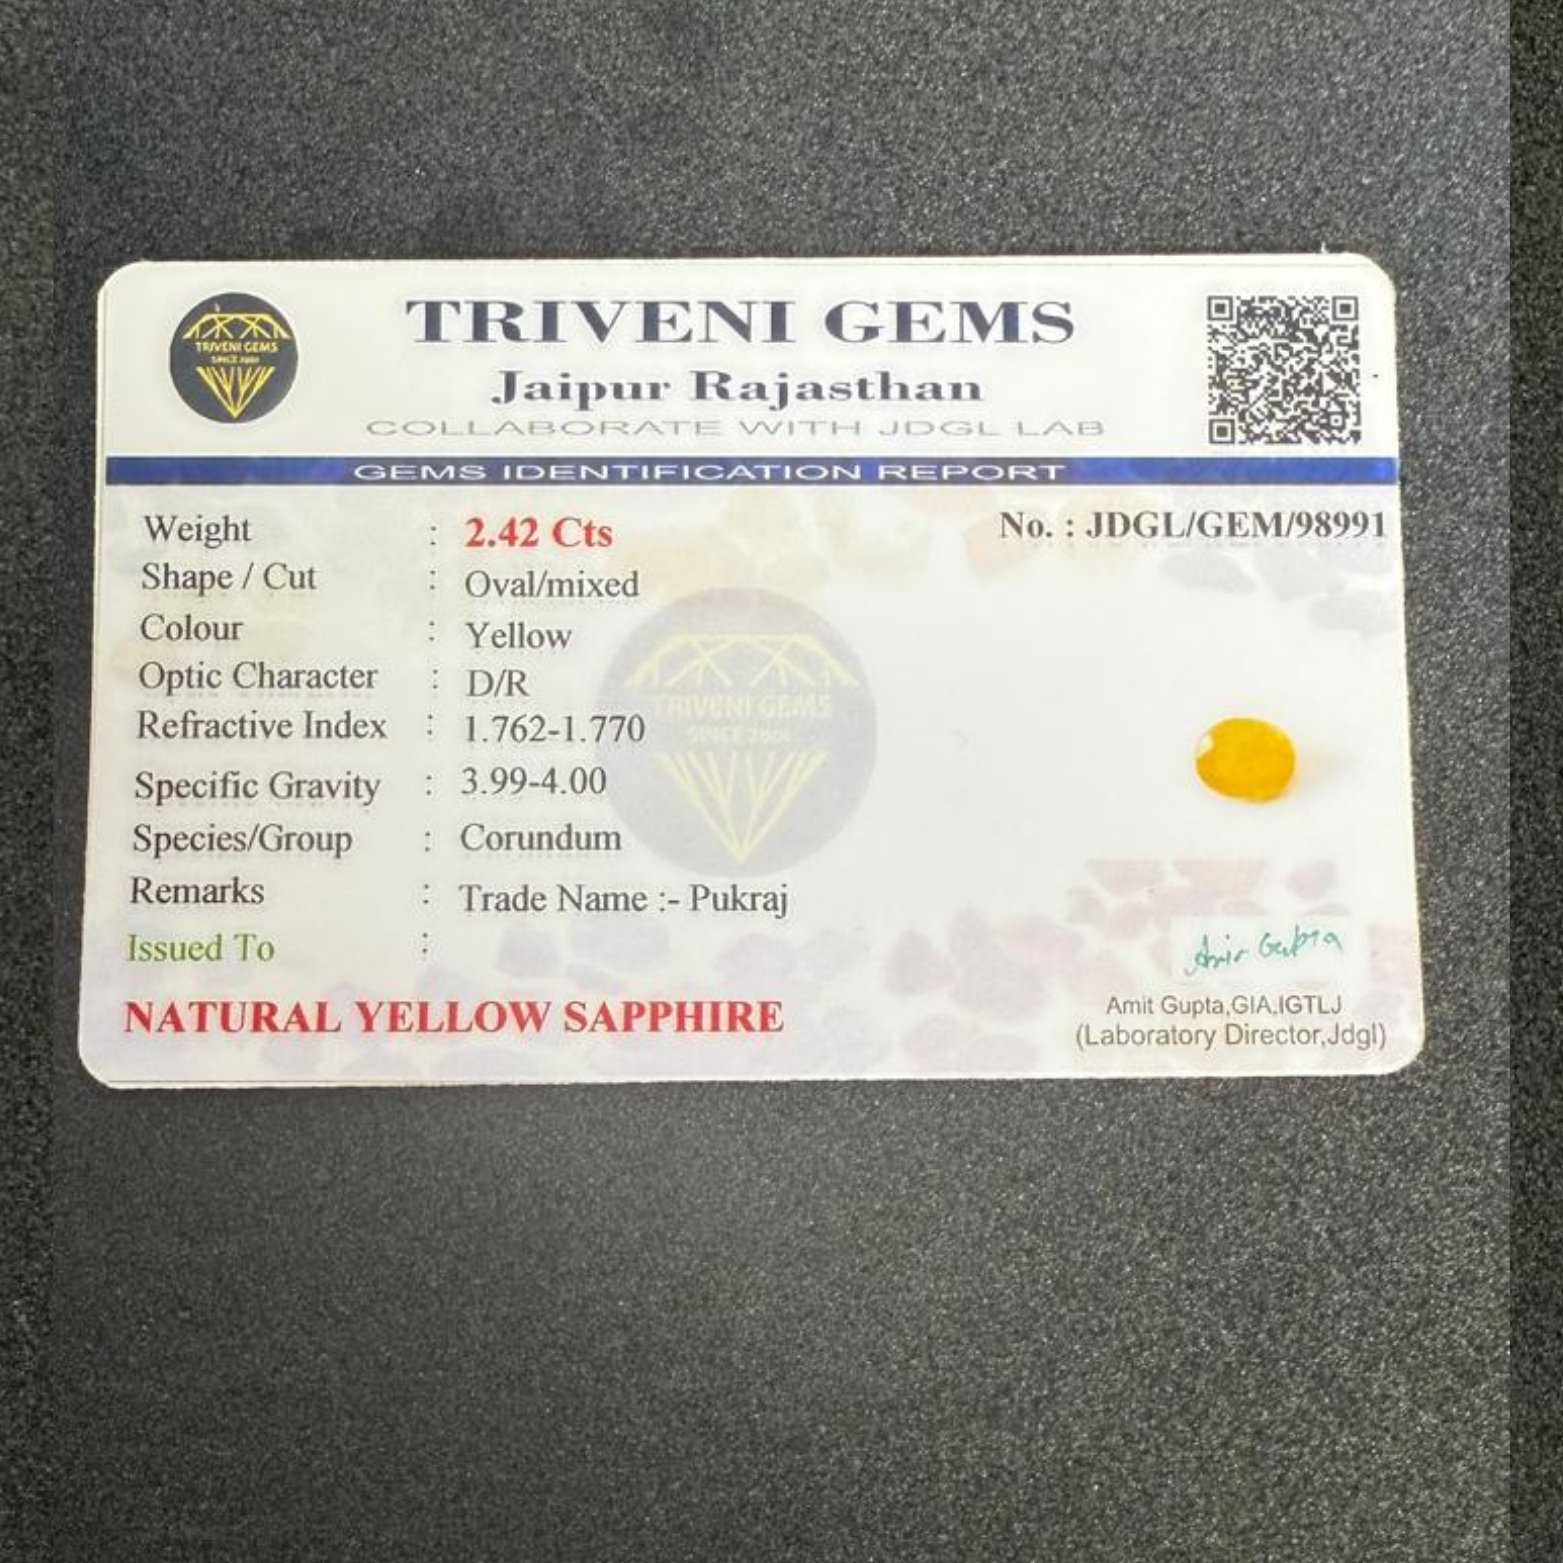 TRIVENI GEMS
TRIVENI GEMS
Jaipur Rajasthan
COLLABORATE WITH JDGL LAB
GEMS IDENTIFICATION REPORT
No. : JDGL/GEM/98991
Weight : 2.42 Cts
Shape / Cut : Oval/mixed
Colour : Yellow
Optic Character : D/R
Refractive Index : 1.762-1.770
Specific Gravity : 3.99-4.00
Species/Group : Corundum
Remarks : Trade Name :- Pukraj
Issued To :
TRIVENI GEMS
NATURAL YELLOW SAPPHIRE
Amit Gupta,GIA,IGTLJ
(Laboratory Director,Jdgl)